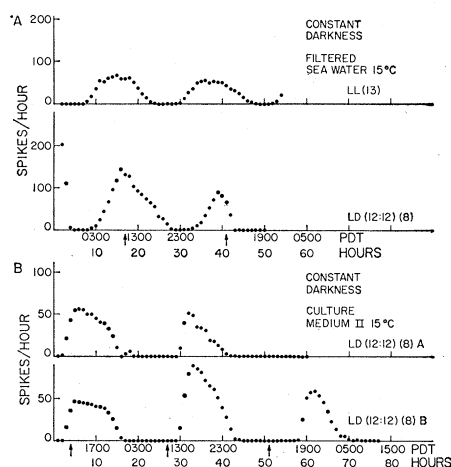 A
CONSTANT
DARKNESS
FILTERED
SEA WATER 15°C
LL (13)
200
100
0
SPIKES/HOUR
200
100
0
LD (12:12) (8)
0300 1300 1900 0500 PDT
10 20 30 40 50 60 HOURS
B
CONSTANT
DARKNESS
CULTURE
MEDIUM II 15°C
LD (12:12) (8) A
100
50
0
SPIKES/HOUR
50
0
LD (12:12) (8) B
1700 0300 1300 2300 0900 1900 0500 1500 PDT
10 20 30 40 50 60 70 80 HOURS